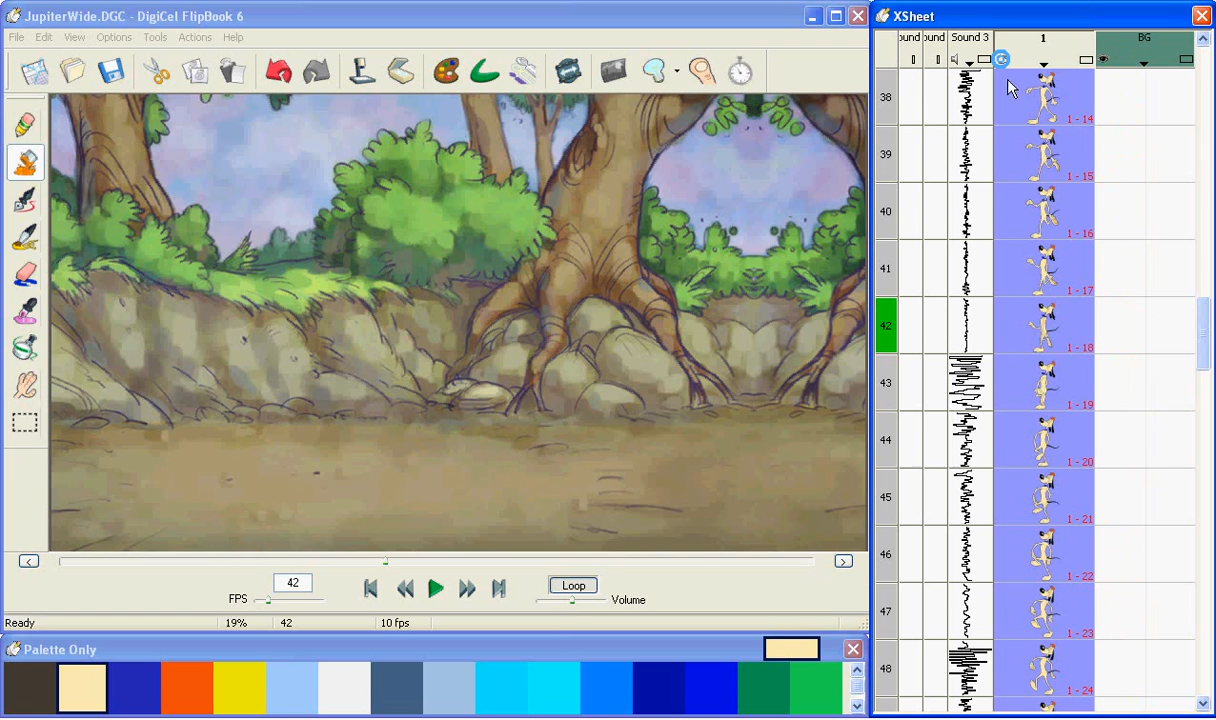 JupiterWide.DGC - DigiCel FlipBook 6
File Edit View Options Tools Actions Help
42
FPS
Loop
Volume
Ready 19% 42 10 fps
Palette Only
XSheet
ound ound Sound 3 1 BG
38 1 - 14
39 1 - 15
40 1 - 16
41 1 - 17
42 1 - 18
43 1 - 19
44 1 - 20
45 1 - 21
46 1 - 22
47 1 - 23
48 1 - 24